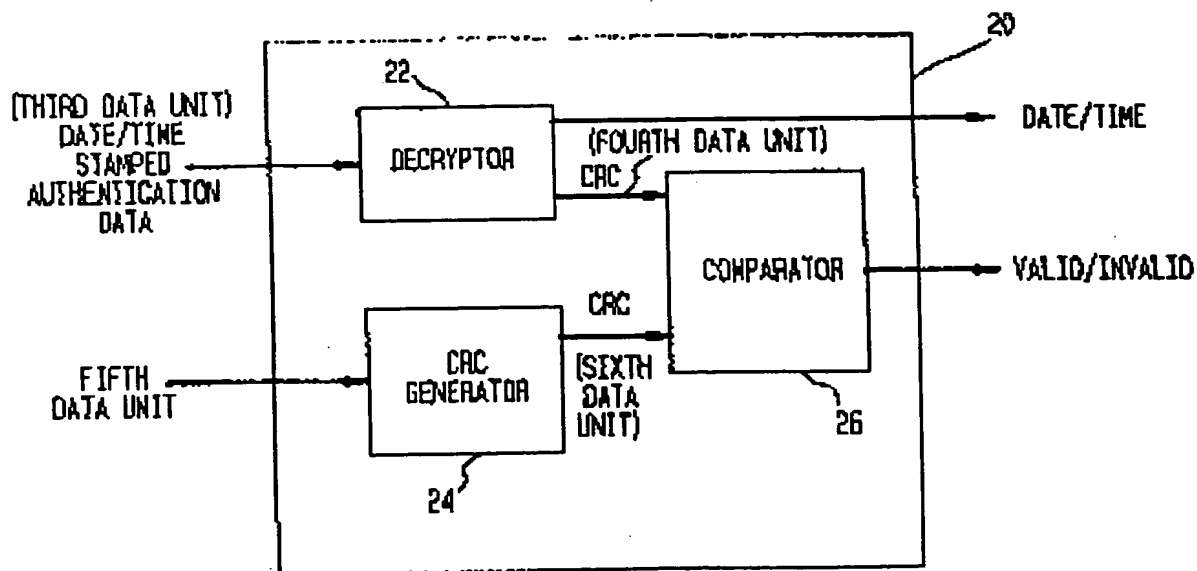 20
22
(THIRD DATA UNIT)
DATE/TIME
STAMPED
AUTHENTICATION
DATA
DECRYPTOR
DATE/TIME
(FOURTH DATA UNIT)
CRC
COMPARATOR
VALID/INVALID
CRC
(SIXTH
DATA
UNIT)
FIFTH
DATA UNIT
CRC
GENERATOR
26
24